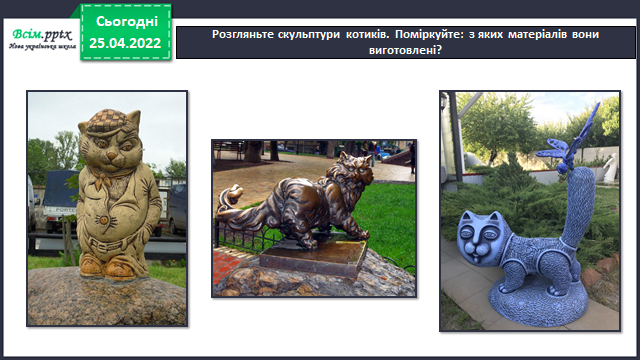 Всім.pptx
Нова українська школа
Сьогодні
25.04.2022
Розгляньте скульптури котиків. Поміркуйте: з яких матеріалів вони
виготовлені?